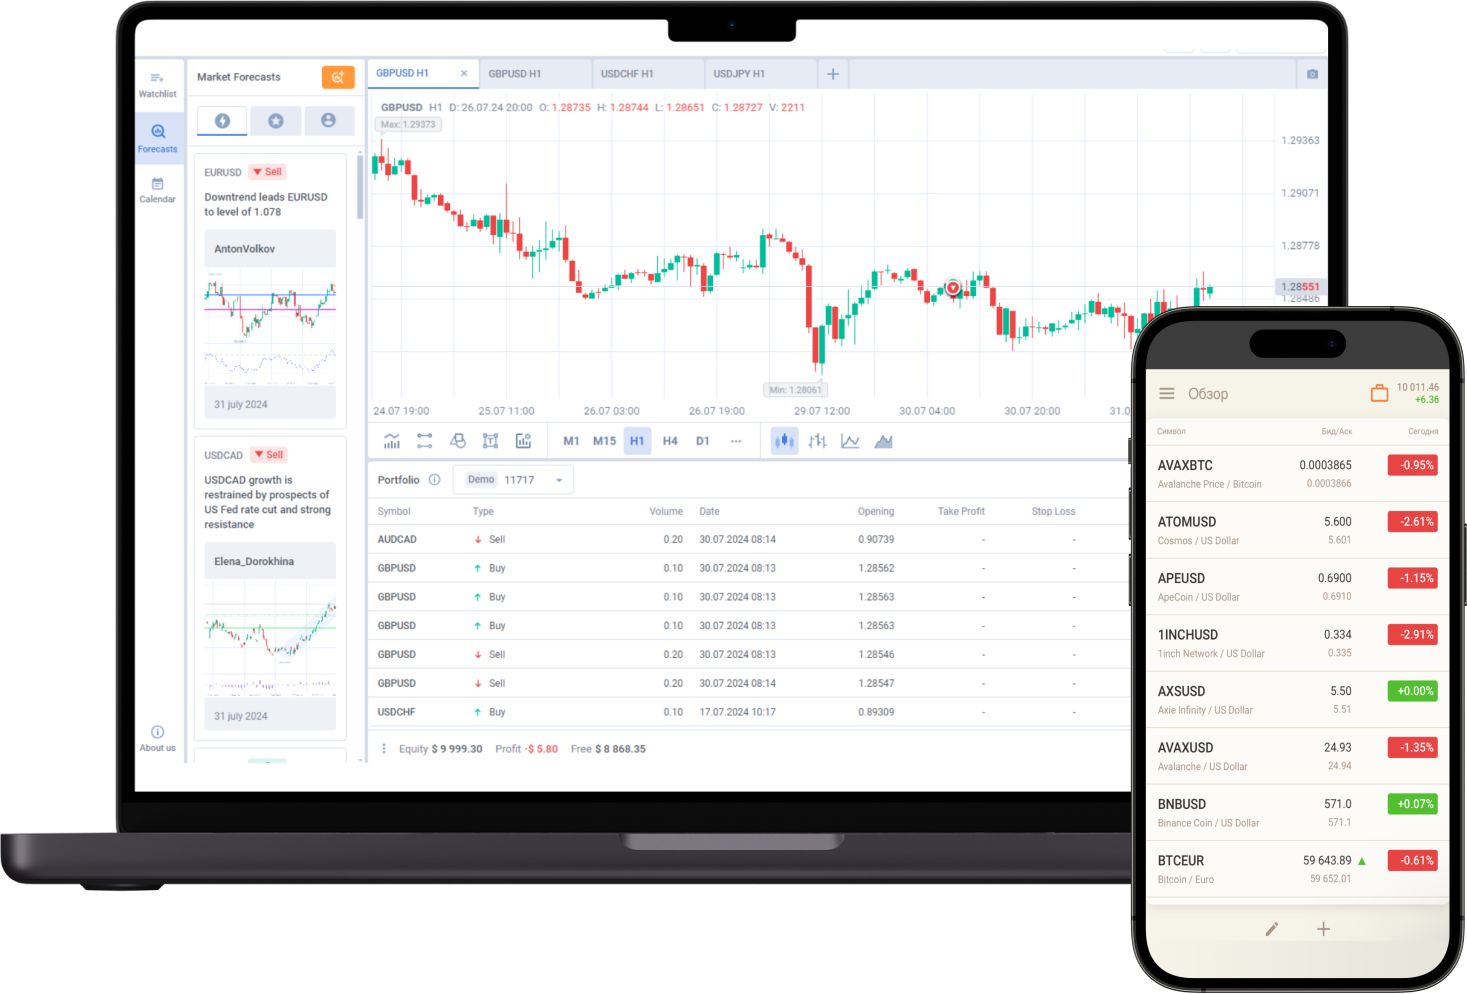 Watchlist
Forecasts
Calendar
About us
Market Forecasts
EURUSD Sell
Downtrend leads EURUSD
to level of 1.078
AntonVolkov
31 july 2024
USDCAD Sell
USDCAD growth is
restrained by prospects of
US Fed rate cut and strong
resistance
Elena_Dorokhina
31 july 2024
GBPUSD H1 × GBPUSD H1 USDCHF H1 USDJPY H1 +
GBPUSD H1 D: 26.07.24 20:00 O: 1.28735 H: 1.28744 L: 1.28651 C: 1.28727 V: 2211
Max: 1.29373
1.29363
1.29071
1.28778
1.28551
1.28486
Min: 1.28061
24.07 19:00 25.07 11:00 26.07 03:00 26.07 19:00 29.07 12:00 30.07 04:00 30.07 20:00 31.0
M1 M15 H1 H4 D1 ···
Portfolio Demo 11717
Symbol Type Volume Date Opening Take Profit Stop Loss
AUDCAD Sell 0.20 30.07.2024 08:14 0.90739 - -
GBPUSD Buy 0.10 30.07.2024 08:13 1.28562 - -
GBPUSD Buy 0.10 30.07.2024 08:13 1.28563 - -
GBPUSD Buy 0.10 30.07.2024 08:13 1.28563 - -
GBPUSD Sell 0.20 30.07.2024 08:13 1.28546 - -
GBPUSD Sell 0.20 30.07.2024 08:14 1.28547 - -
USDCHF Buy 0.10 17.07.2024 10:17 0.89309 - -
Equity $ 9 999.30 Profit -$ 5.80 Free $ 8 868.35
Обзор 10 011.46
+6.36
Символ Бид/Аск Сегодня
AVAXBTC 0.0003865 -0.95%
Avalanche Price / Bitcoin 0.0003866
ATOMUSD 5.600 -2.61%
Cosmos / US Dollar 5.601
APEUSD 0.6900 -1.15%
ApeCoin / US Dollar 0.6910
1INCHUSD 0.334 -2.91%
1inch Network / US Dollar 0.335
AXSUSD 5.50 +0.00%
Axie Infinity / US Dollar 5.51
AVAXUSD 24.93 -1.35%
Avalanche / US Dollar 24.94
BNBUSD 571.0 +0.07%
Binance Coin / US Dollar 571.1
BTCEUR 59 643.89 -0.61%
Bitcoin / Euro 59 652.01